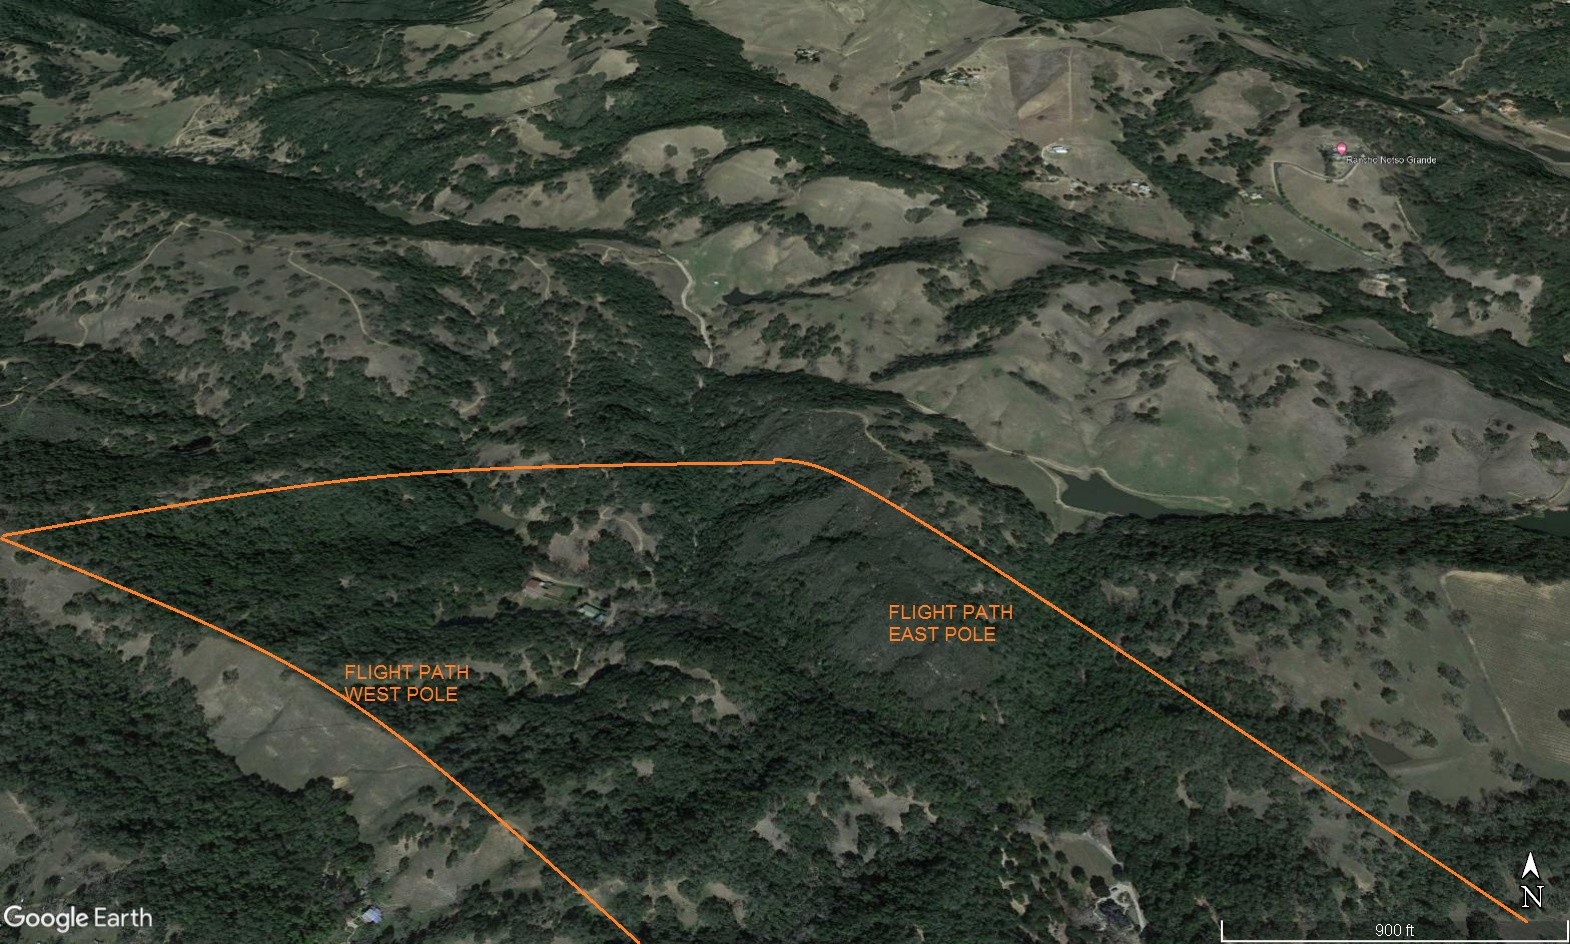 Rancho Notso Grande
FLIGHT PATH
EAST POLE
FLIGHT PATH
WEST POLE
N
Google Earth
900 ft